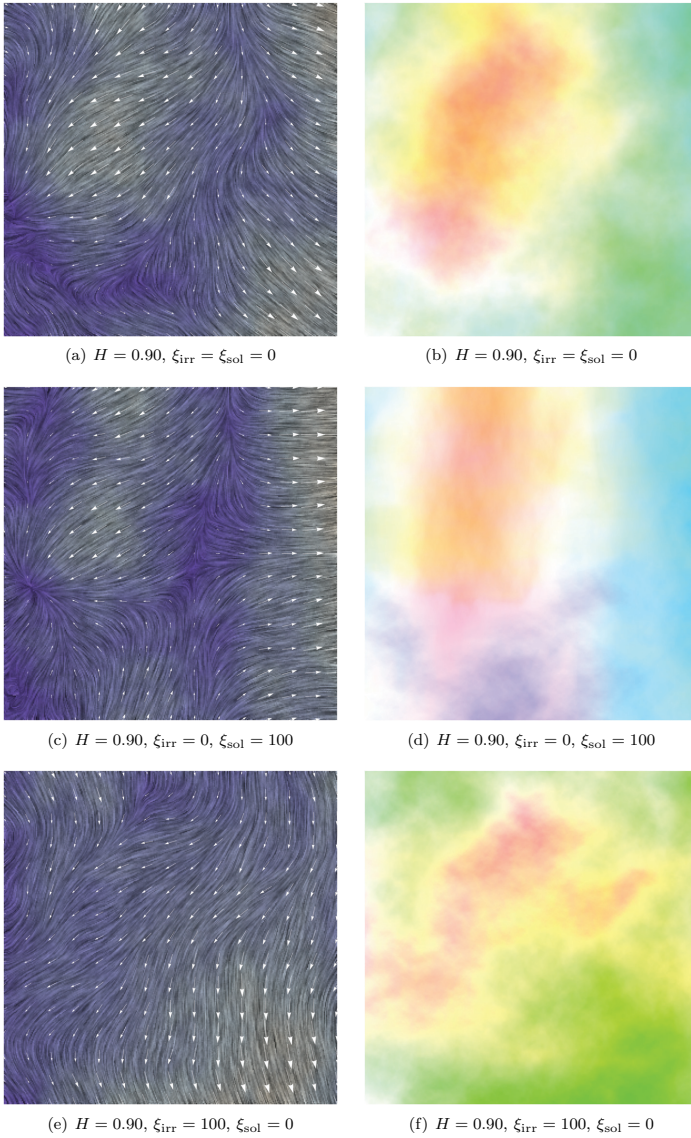 (a) H = 0.90, ξirr = ξsol = 0
(b) H = 0.90, ξirr = ξsol = 0
(c) H = 0.90, ξirr = 0, ξsol = 100
(d) H = 0.90, ξirr = 0, ξsol = 100
(e) H = 0.90, ξirr = 100, ξsol = 0
(f) H = 0.90, ξirr = 100, ξsol = 0